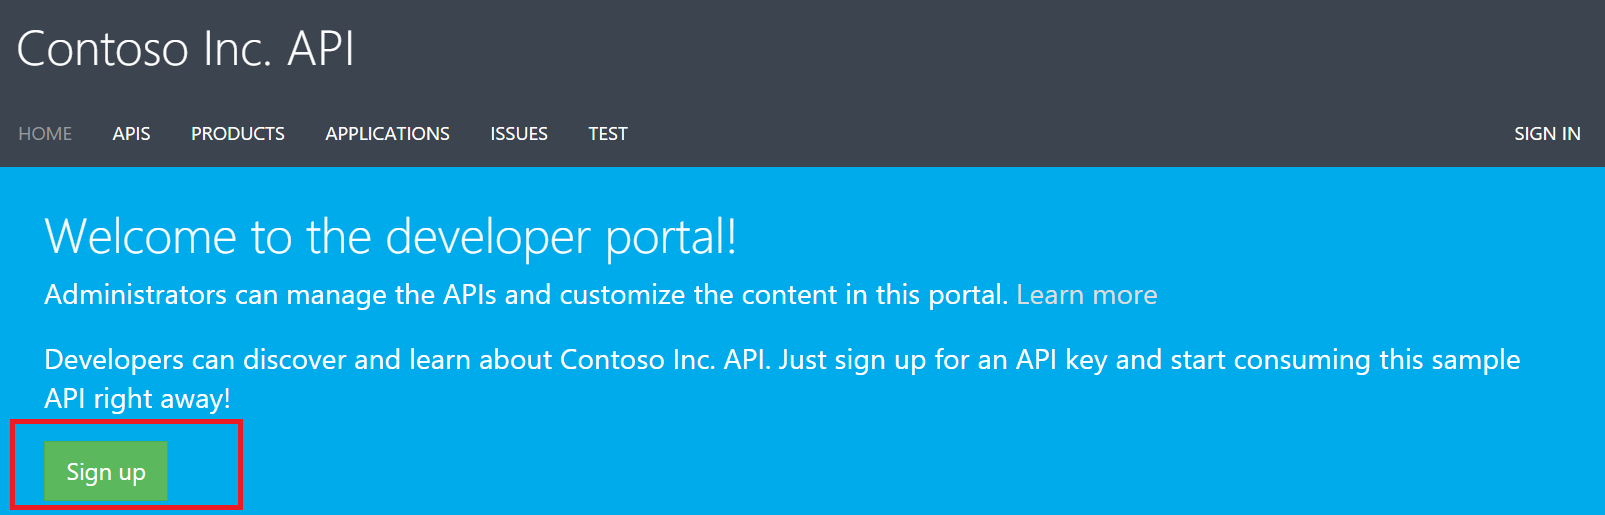 Contoso Inc. API
HOME APIS PRODUCTS APPLICATIONS ISSUES TEST SIGN IN
Welcome to the developer portal!
Administrators can manage the APIs and customize the content in this portal. Learn more
Developers can discover and learn about Contoso Inc. API. Just sign up for an API key and start consuming this sample
API right away!
Sign up